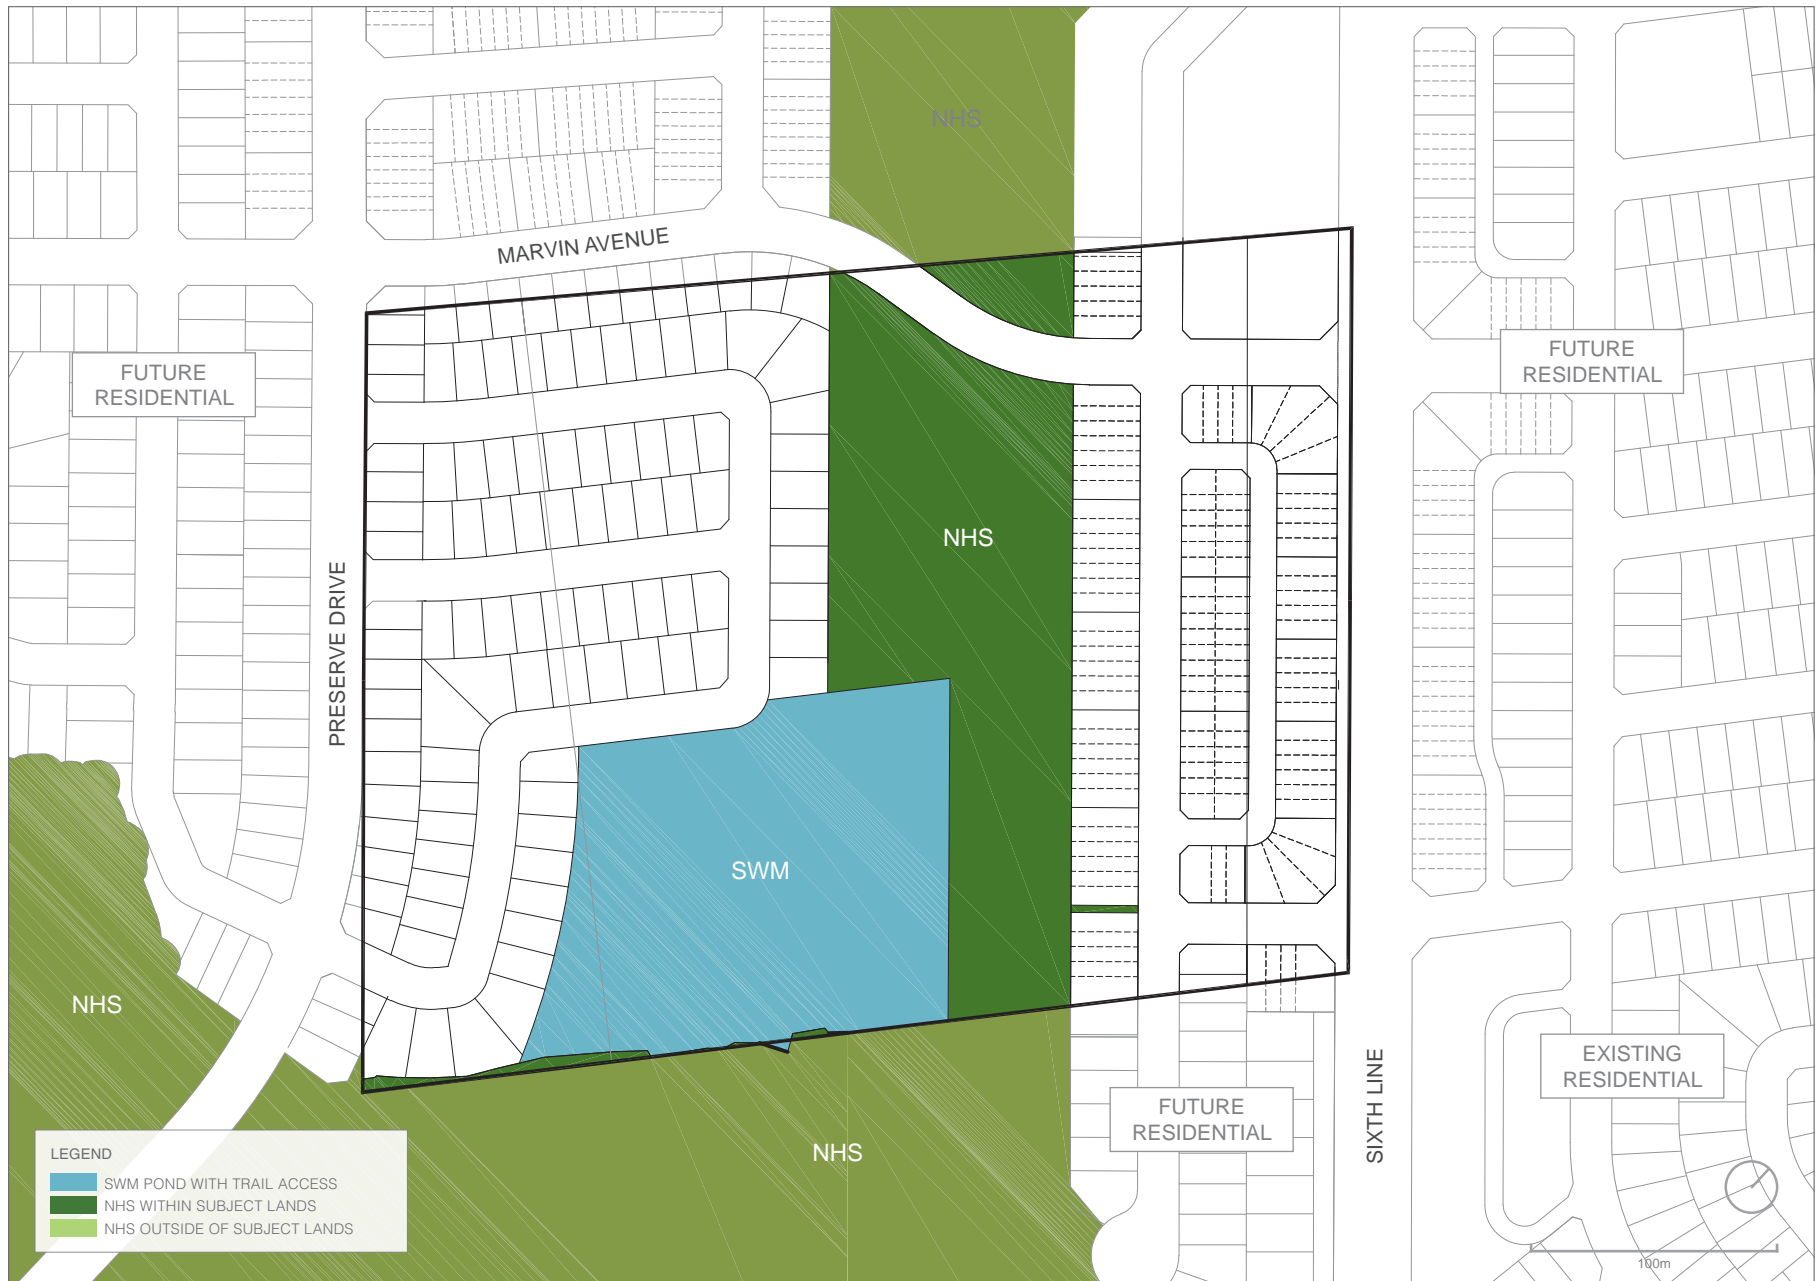 NHS
MARVIN AVENUE
FUTURE
RESIDENTIAL
FUTURE
RESIDENTIAL
NHS
PRESERVE DRIVE
SWM
NHS
EXISTING
RESIDENTIAL
FUTURE
RESIDENTIAL
SIXTH LINE
NHS
LEGEND
SWM POND WITH TRAIL ACCESS
NHS WITHIN SUBJECT LANDS
NHS OUTSIDE OF SUBJECT LANDS
100m